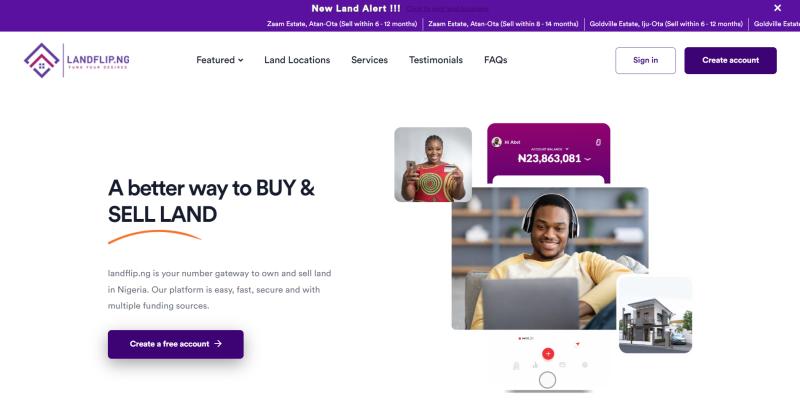 New Land Alert !!!
Zaam Estate, Atan-Ota (Sell within 6 - 12 months)
Zaam Estate, Atan-Ota (Sell within 8 - 14 months)
Goldville Estate, Iju-Ota (Sell within 6 - 12 months)
Goldville Estate
LANDFLIP.NG
FUND YOUR DESIRES
Featured
Land Locations
Services
Testimonials
FAQs
Sign in
Create account
A better way to BUY &
SELL LAND
landflip.ng is your number gateway to own and sell land
in Nigeria. Our platform is easy, fast, secure and with
multiple funding sources.
Create a free account
Hi Abel
ACCOUNT BALANCE
₦23,863,081